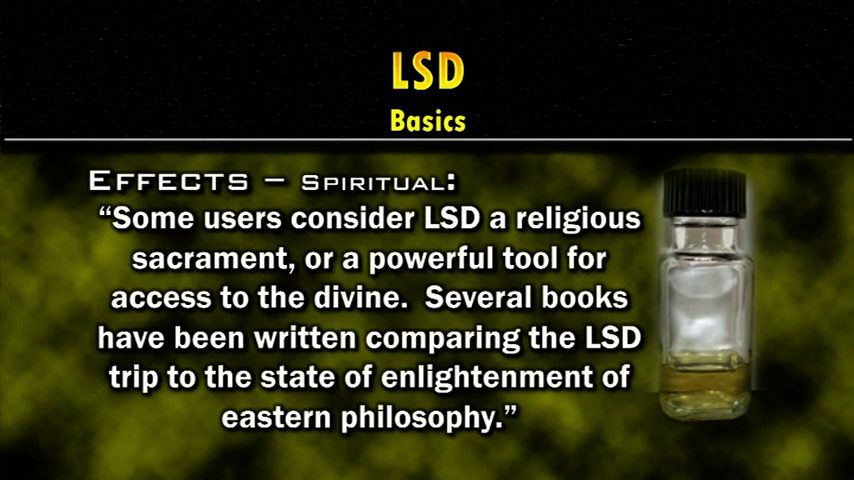 LSD
Basics
EFFECTS – SPIRITUAL:
“Some users consider LSD a religious
sacrament, or a powerful tool for
access to the divine.  Several books
have been written comparing the LSD
trip to the state of enlightenment of
eastern philosophy.”